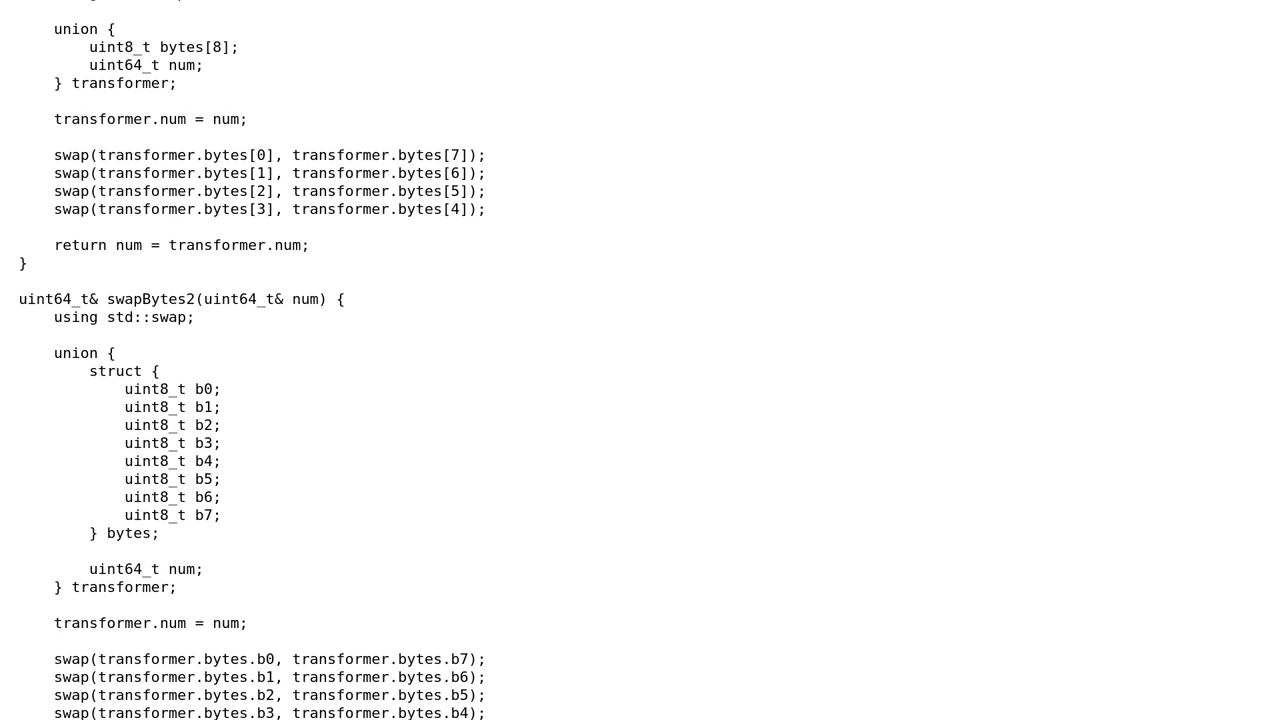 union {
uint8_t bytes[8];
uint64_t num;
} transformer;
transformer.num = num;
swap(transformer.bytes[0], transformer.bytes[7]);
swap(transformer.bytes[1], transformer.bytes[6]);
swap(transformer.bytes[2], transformer.bytes[5]);
swap(transformer.bytes[3], transformer.bytes[4]);
return num = transformer.num;
}
uint64_t& swapBytes2(uint64_t& num) {
using std::swap;
union {
struct {
uint8_t b0;
uint8_t b1;
uint8_t b2;
uint8_t b3;
uint8_t b4;
uint8_t b5;
uint8_t b6;
uint8_t b7;
} bytes;
uint64_t num;
} transformer;
transformer.num = num;
swap(transformer.bytes.b0, transformer.bytes.b7);
swap(transformer.bytes.b1, transformer.bytes.b6);
swap(transformer.bytes.b2, transformer.bytes.b5);
swap(transformer.bytes.b3, transformer.bytes.b4);